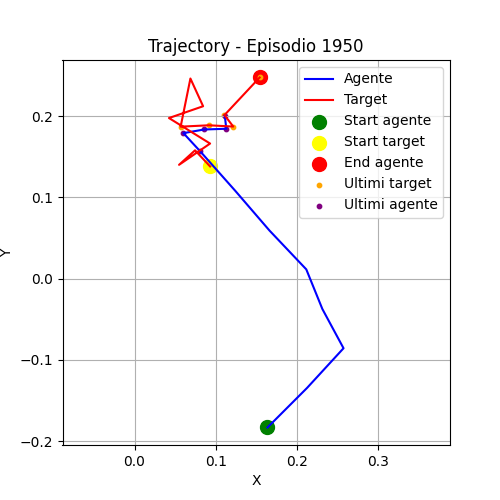 Trajectory - Episodio 1950
Agente
Target
Start agente
Start target
End agente
Ultimi target
Ultimi agente
Y
0.2
0.1
0.0
−0.1
−0.2
0.0 0.1 0.2 0.3
X